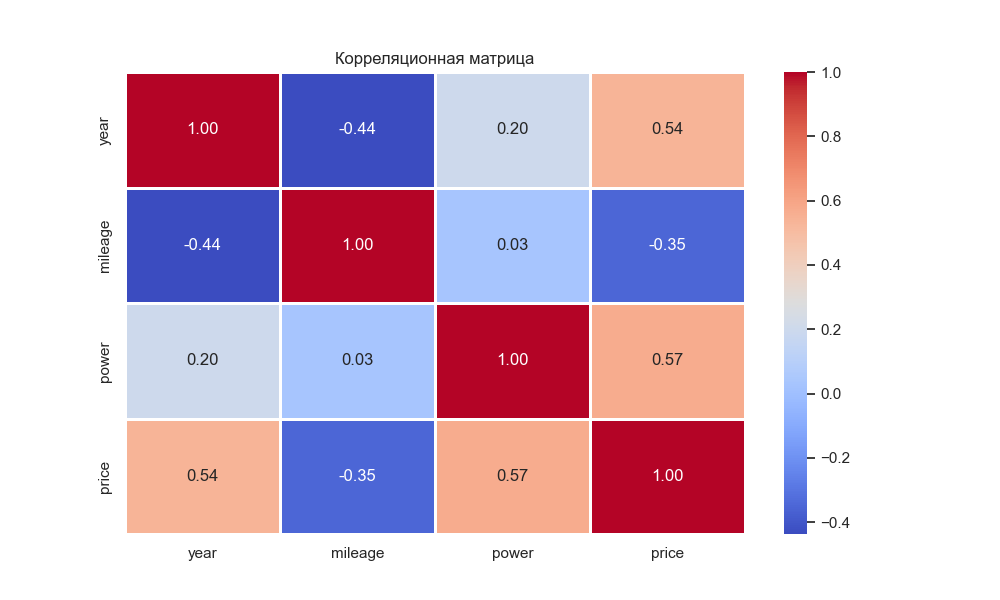 Корреляционная матрица
year 1.00 -0.44 0.20 0.54
mileage -0.44 1.00 0.03 -0.35
power 0.20 0.03 1.00 0.57
price 0.54 -0.35 0.57 1.00
year mileage power price
1.0
0.8
0.6
0.4
0.2
0.0
−0.2
−0.4